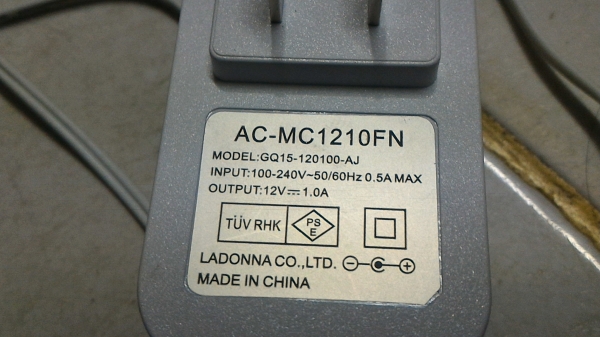 AC-MC1210FN
MODEL:GQ15-120100-AJ
INPUT:100-240V~50/60Hz 0.5A MAX
OUTPUT:12V⎓1.0A
TÜV RHK PS E
LADONNA CO.,LTD.
MADE IN CHINA